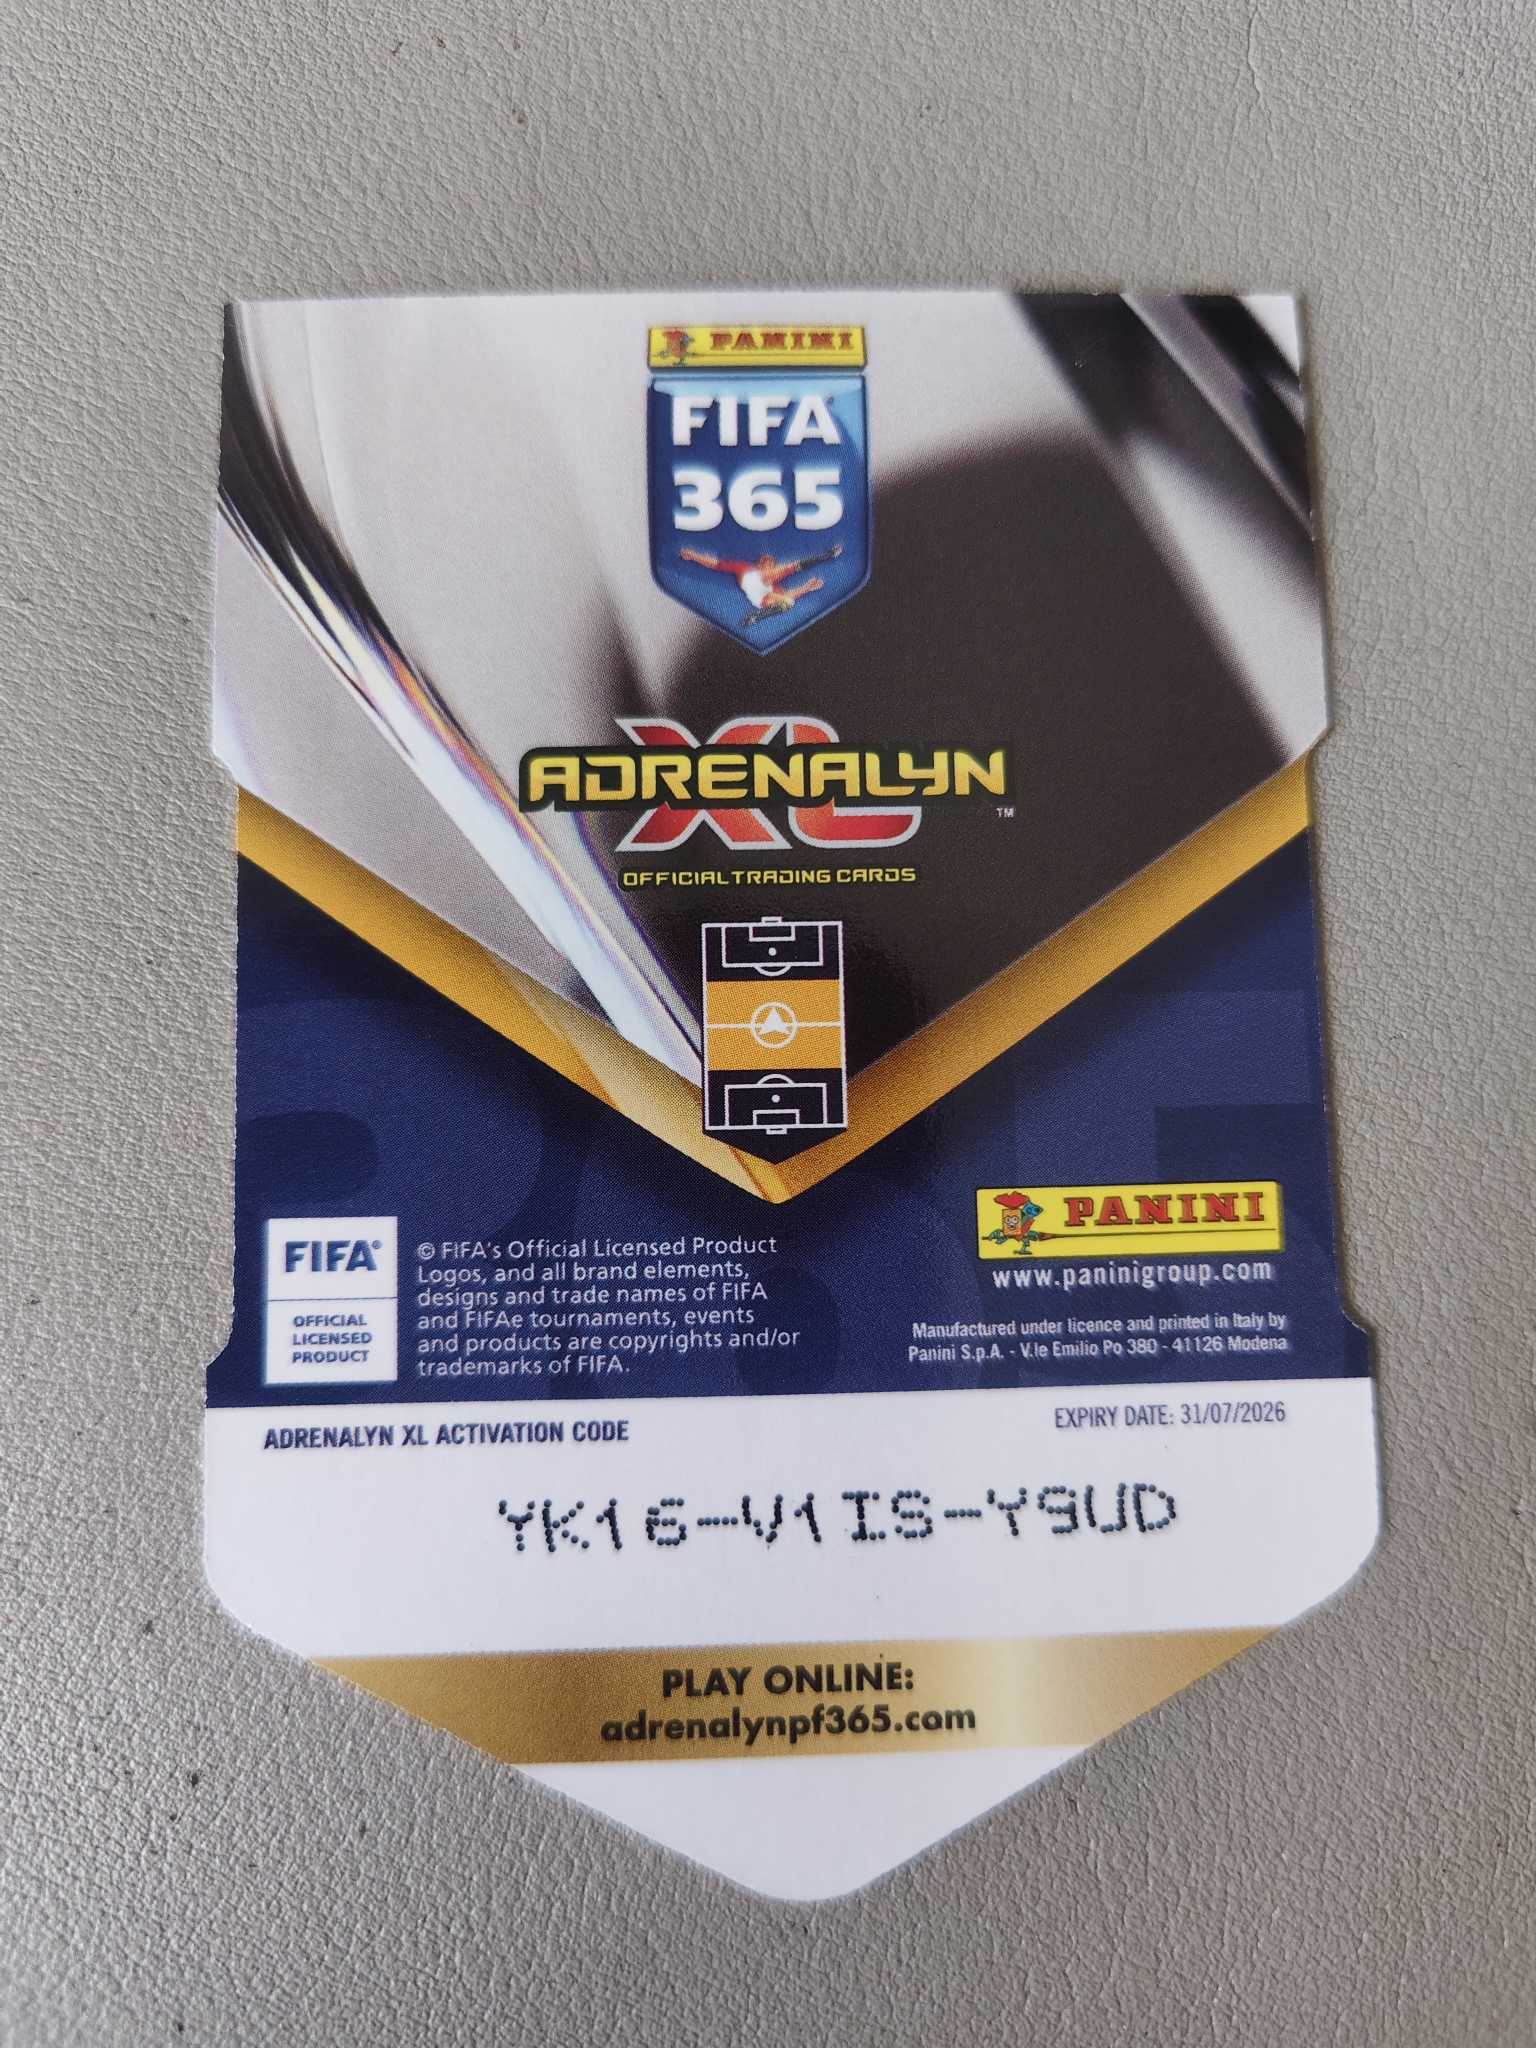 PANINI
FIFA
365
ADRENALYN
XL
TM
OFFICIAL TRADING CARDS
PANINI
www.paninigroup.com
FIFA®
OFFICIAL
LICENSED
PRODUCT
© FIFA's Official Licensed Product
Logos, and all brand elements,
designs and trade names of FIFA
and FIFAe tournaments, events
and products are copyrights and/or
trademarks of FIFA.
Manufactured under licence and printed in Italy by
Panini S.p.A. - V.le Emilio Po 380 - 41126 Modena
ADRENALYN XL ACTIVATION CODE
EXPIRY DATE: 31/07/2026
YK16-V1IS-Y9UD
PLAY ONLINE:
adrenalynpf365.com